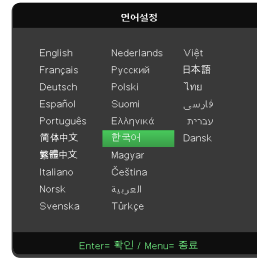 언어설정
English Nederlands Việt
Français Русский 日本語
Deutsch Polski ไทย
Español Suomi فارسی
Português Ελληνικά עברית
简体中文 한국어 Dansk
繁體中文 Magyar
Italiano Čeština
Norsk العربية
Svenska Türkçe
Enter= 확인 / Menu= 종료